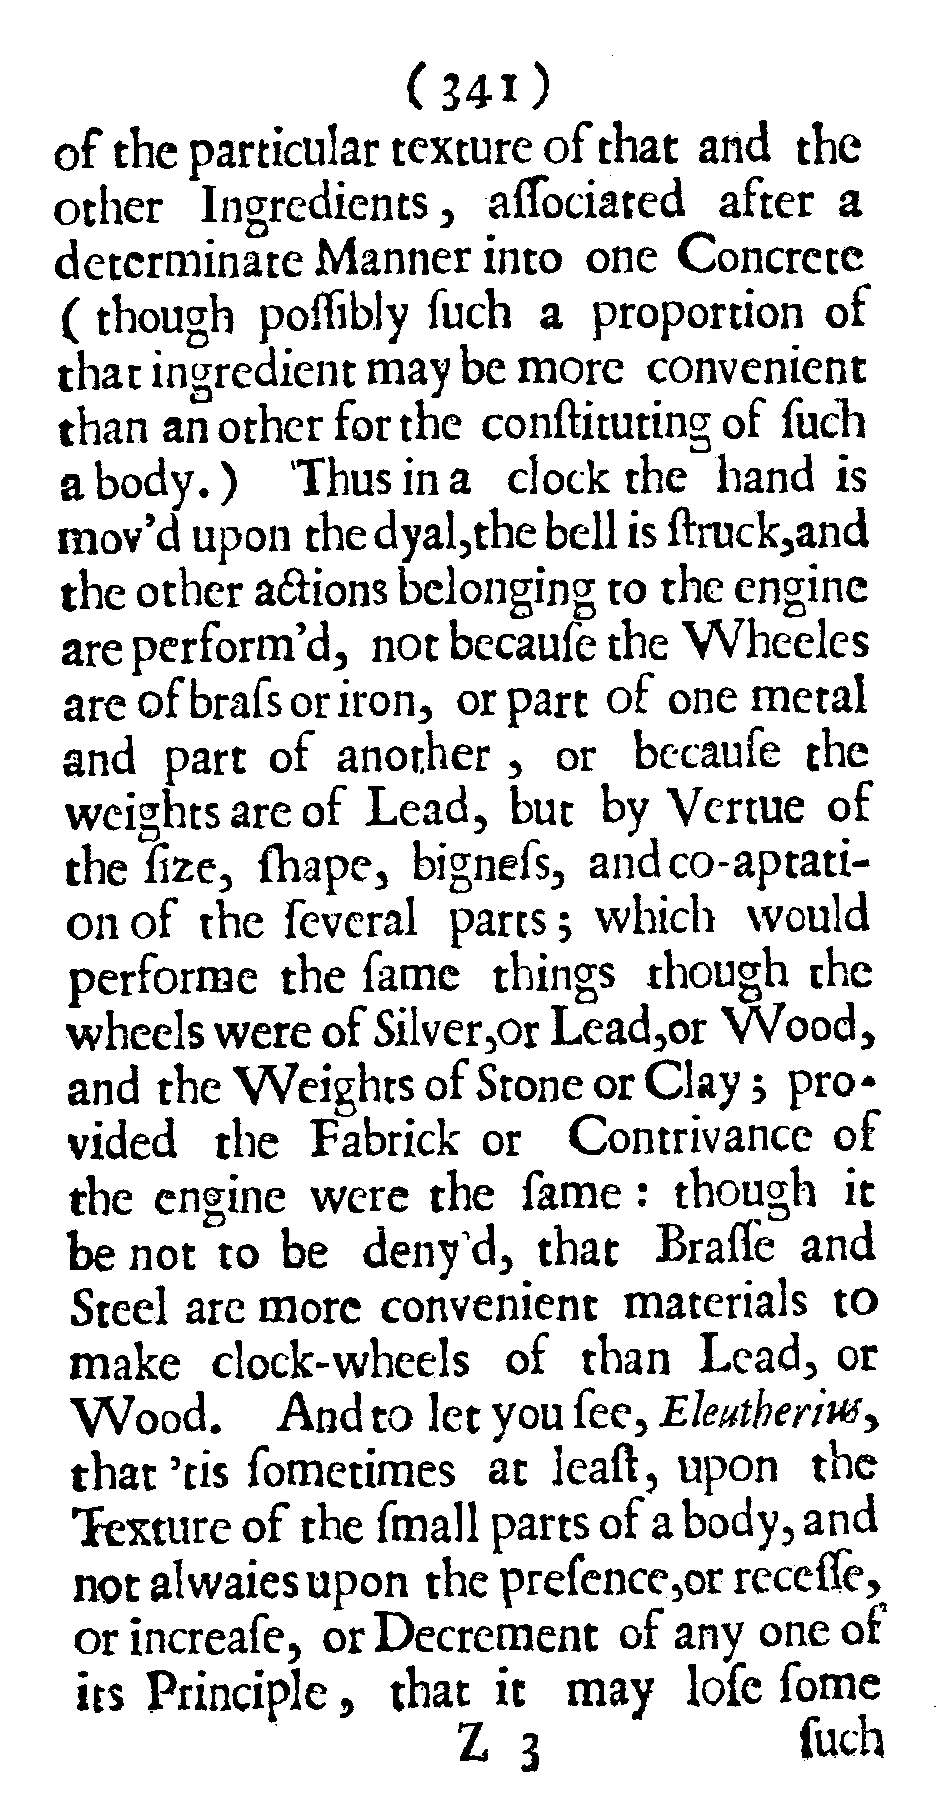 ( 341 )
of the particular texture of that and the
other Ingredients, aſſociated after a
determinate Manner into one Concrete
( though poſſibly ſuch a proportion of
that ingredient may be more convenient
than an other for the conſtituting of ſuch
a body. ) Thus in a clock the hand is
mov'd upon the dyal, the bell is ſtruck, and
the other actions belonging to the engine
are perform'd, not becauſe the Wheeles
are of braſs or iron, or part of one metal
and part of another, or becauſe the
weights are of Lead, but by Vertue of
the ſize, ſhape, bigneſs, and co-aptati-
on of the ſeveral parts; which would
performe the ſame things though the
wheels were of Silver, or Lead, or Wood,
and the Weights of Stone or Clay; pro-
vided the Fabrick or Contrivance of
the engine were the ſame: though it
be not to be deny'd, that Braſſe and
Steel are more convenient materials to
make clock-wheels of than Lead, or
Wood. And to let you ſee, Eleutherius,
that 'tis ſometimes at leaſt, upon the
Texture of the ſmall parts of a body, and
not alwaies upon the preſence, or receſſe,
or increaſe, or Decrement of any one of
its Principle, that it may loſe ſome
Z 3 ſuch